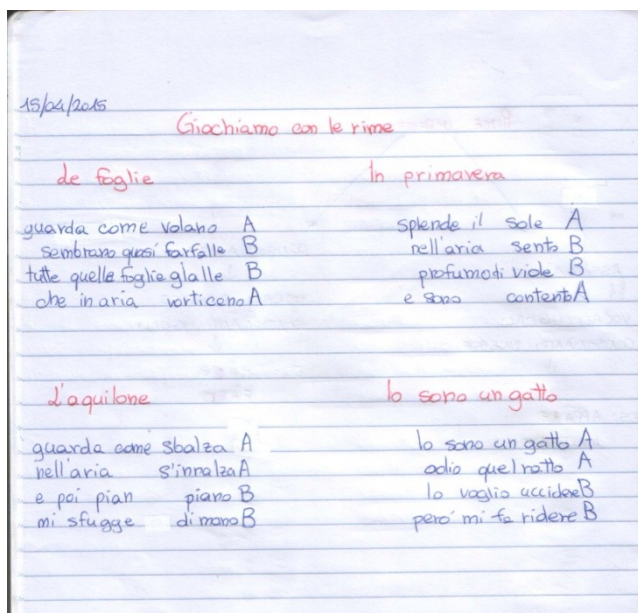 15/04/2015
Giochiamo con le rime
Le foglie
guarda come volano A
sembrano quasi farfalle B
tutte quelle foglie gialle B
che in aria vorticano A
In primavera
splende il sole A
nell'aria sento B
profumo di viole B
e sono contento A
L'aquilone
guarda come sbalza A
nell'aria s'innalza A
e poi pian piano B
mi sfugge di mano B
Io sono un gatto
Io sono un gatto A
odio quel ratto A
lo voglio uccidere B
però mi fa ridere B